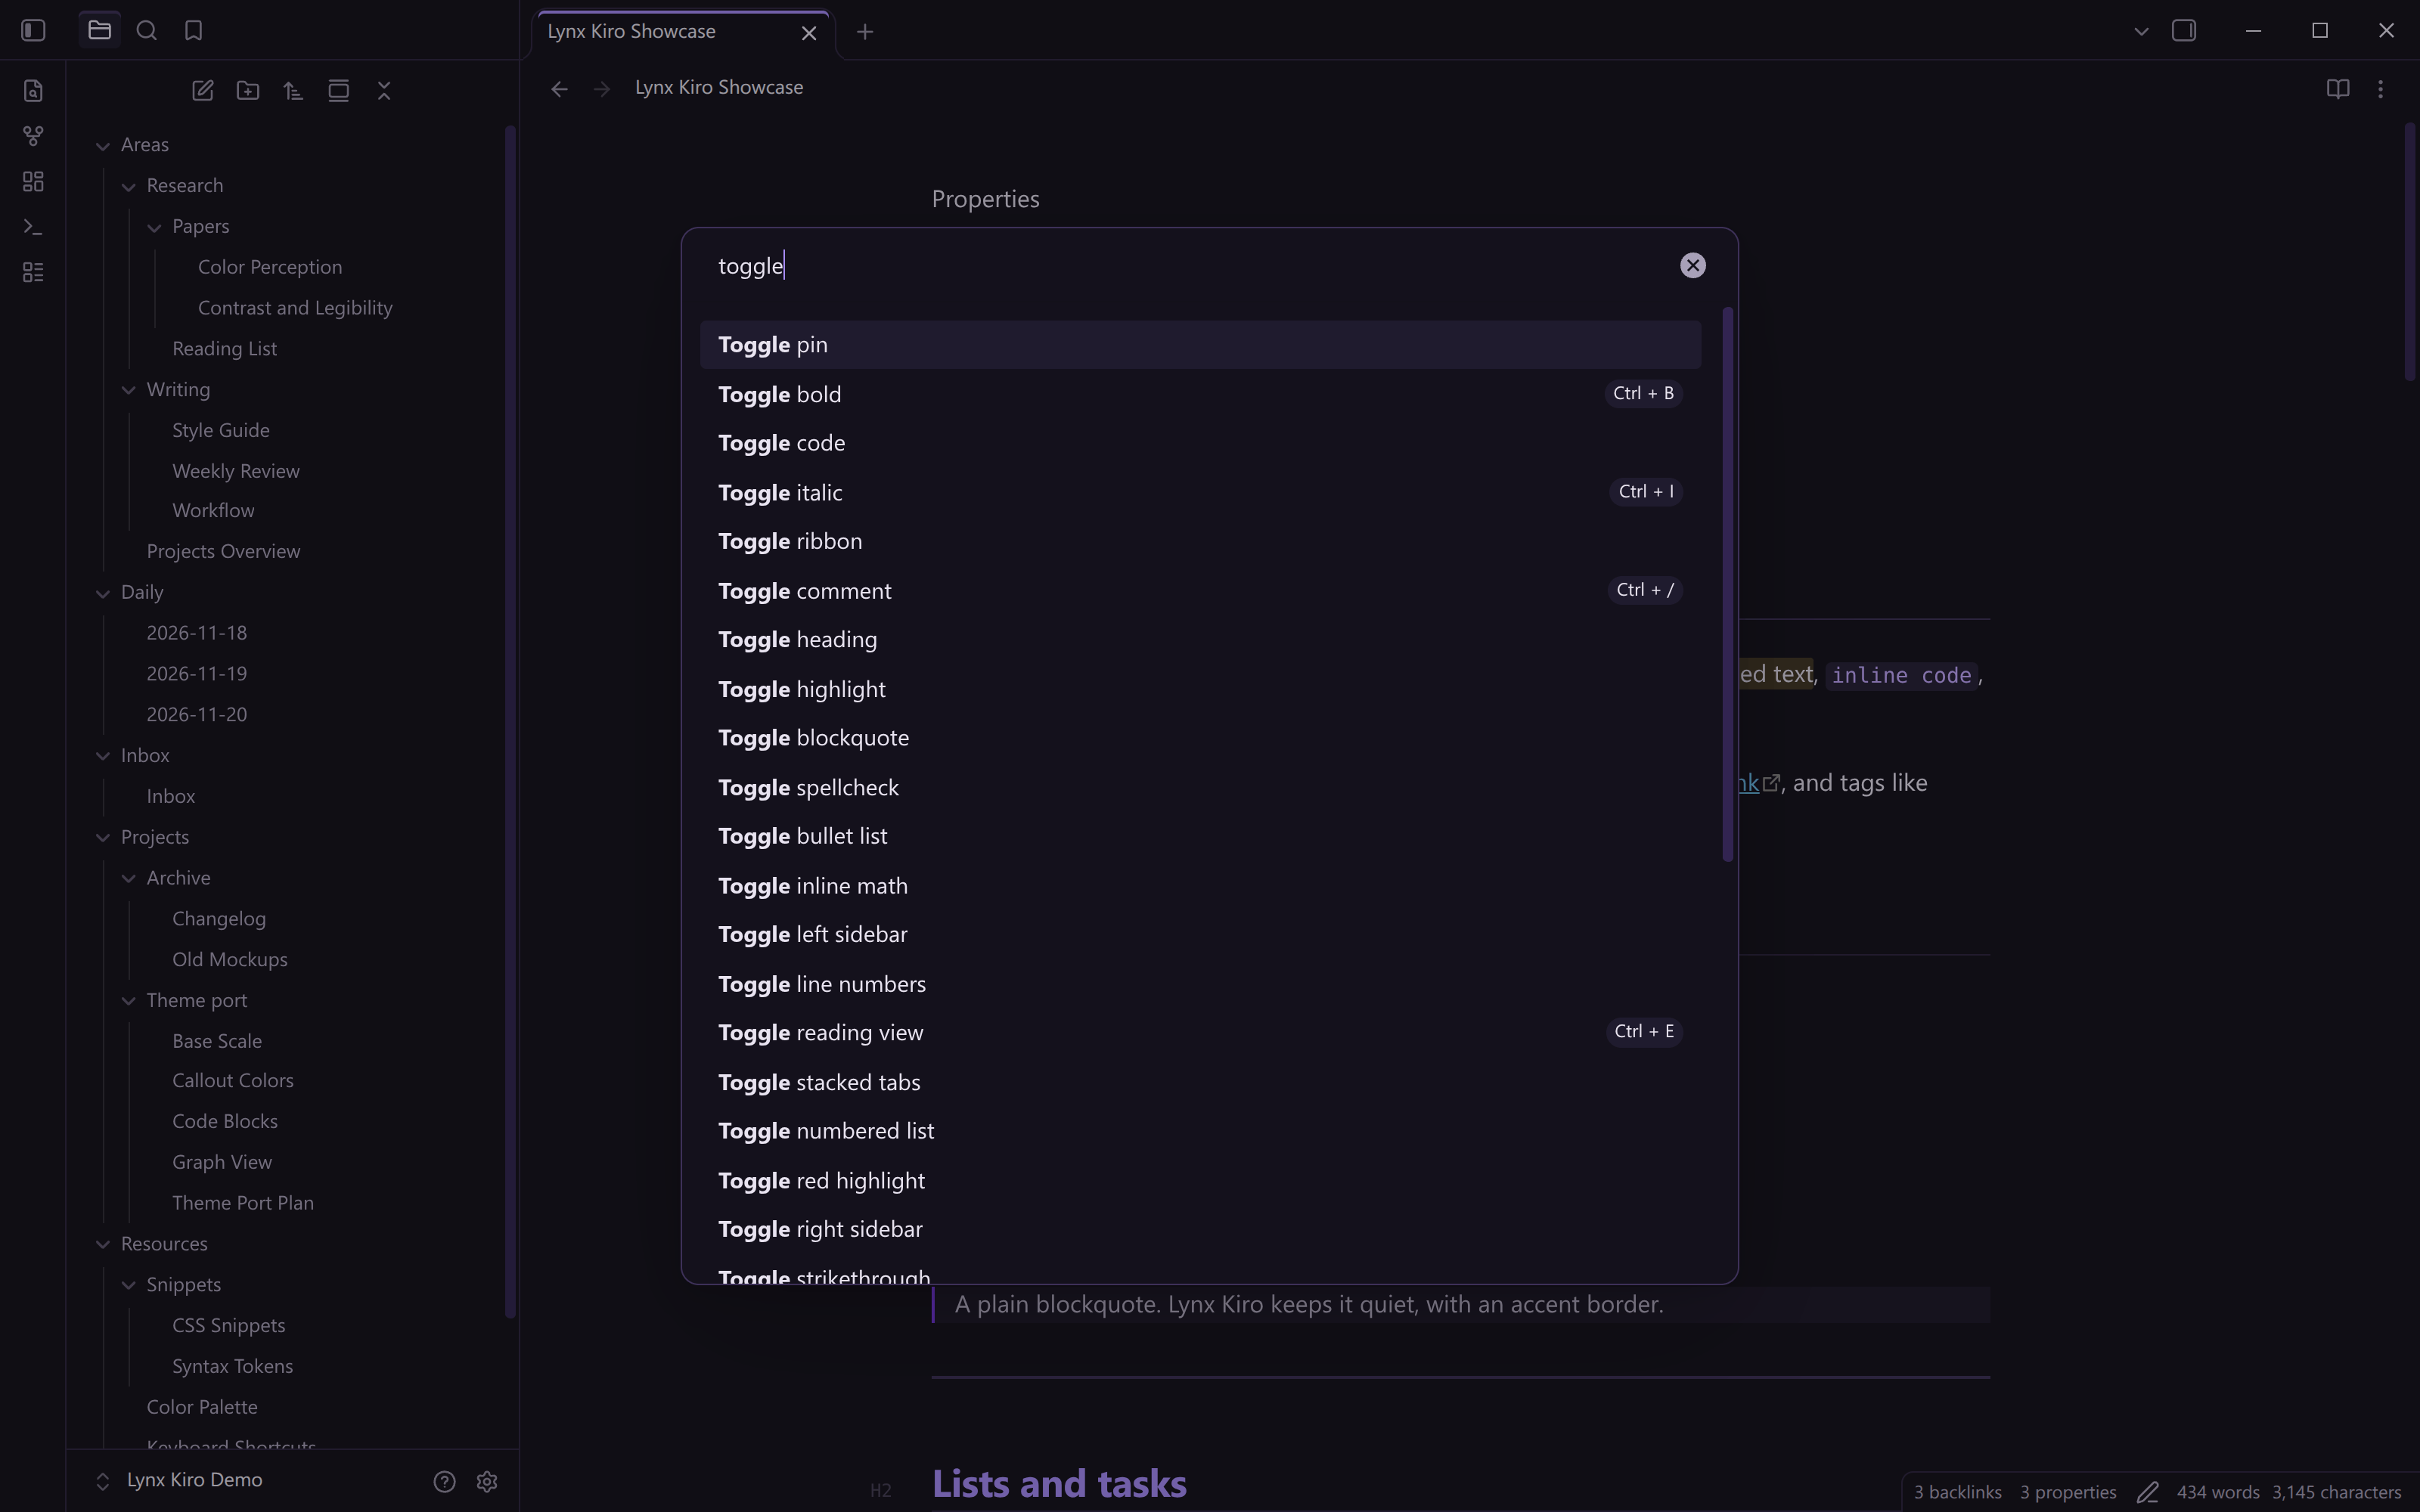 Lynx Kiro Showcase
Lynx Kiro Showcase
Areas
Research
Papers
Color Perception
Contrast and Legibility
Reading List
Writing
Style Guide
Weekly Review
Workflow
Projects Overview
Daily
2026-11-18
2026-11-19
2026-11-20
Inbox
Inbox
Projects
Archive
Changelog
Old Mockups
Theme port
Base Scale
Callout Colors
Code Blocks
Graph View
Theme Port Plan
Resources
Snippets
CSS Snippets
Syntax Tokens
Color Palette
Keyboard Shortcuts
Lynx Kiro Demo
Properties
toggle
Toggle pin
Toggle bold Ctrl + B
Toggle code
Toggle italic Ctrl + I
Toggle ribbon
Toggle comment Ctrl + /
Toggle heading
Toggle highlight
Toggle blockquote
Toggle spellcheck
Toggle bullet list
Toggle inline math
Toggle left sidebar
Toggle line numbers
Toggle reading view Ctrl + E
Toggle stacked tabs
Toggle numbered list
Toggle red highlight
Toggle right sidebar
Toggle strikethrough
ed text, inline code,
nk, and tags like
A plain blockquote. Lynx Kiro keeps it quiet, with an accent border.
H2 Lists and tasks
3 backlinks 3 properties 434 words 3,145 characters